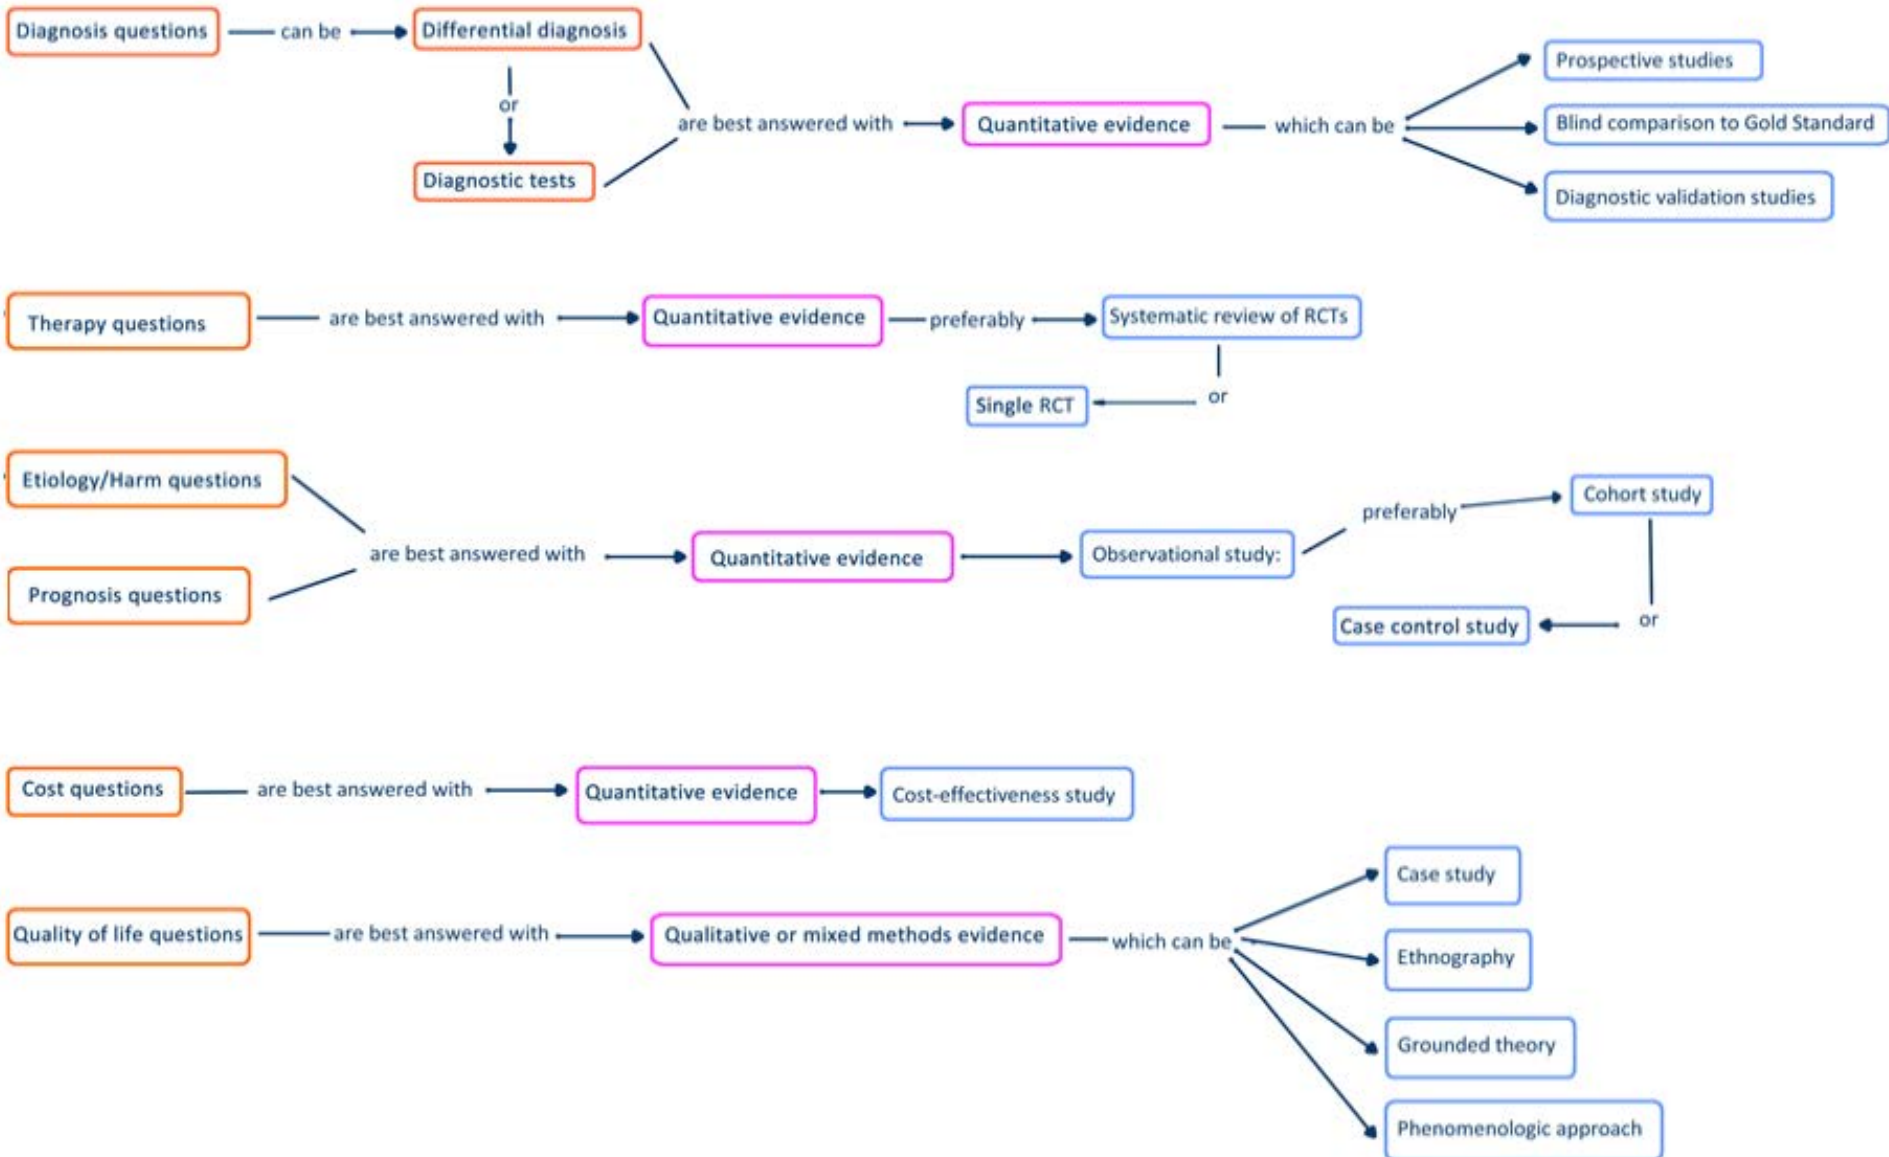 Diagnosis questions
can be
Differential diagnosis
or
Diagnostic tests
are best answered with
Quantitative evidence
which can be
Prospective studies
Blind comparison to Gold Standard
Diagnostic validation studies
Therapy questions
are best answered with
Quantitative evidence
preferably
Systematic review of RCTs
or
Single RCT
Etiology/Harm questions
Prognosis questions
are best answered with
Quantitative evidence
Observational study:
preferably
Cohort study
or
Case control study
Cost questions
are best answered with
Quantitative evidence
Cost-effectiveness study
Quality of life questions
are best answered with
Qualitative or mixed methods evidence
which can be
Case study
Ethnography
Grounded theory
Phenomenologic approach